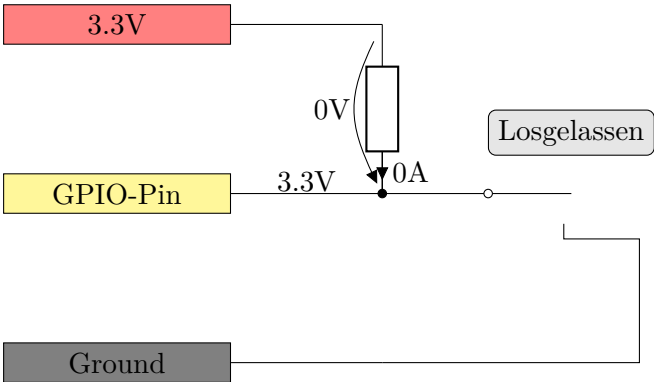 3.3V
0V
Losgelassen
0A
3.3V
GPIO-Pin
Ground